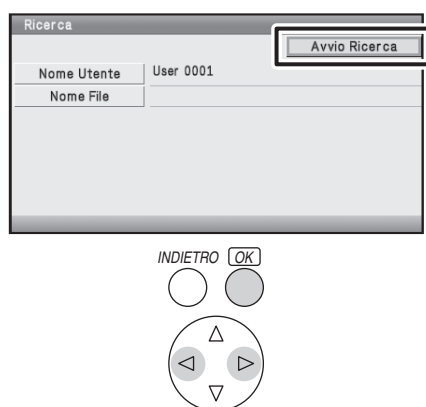 Ricerca
Avvio Ricerca
Nome Utente User 0001
Nome File
INDIETRO OK